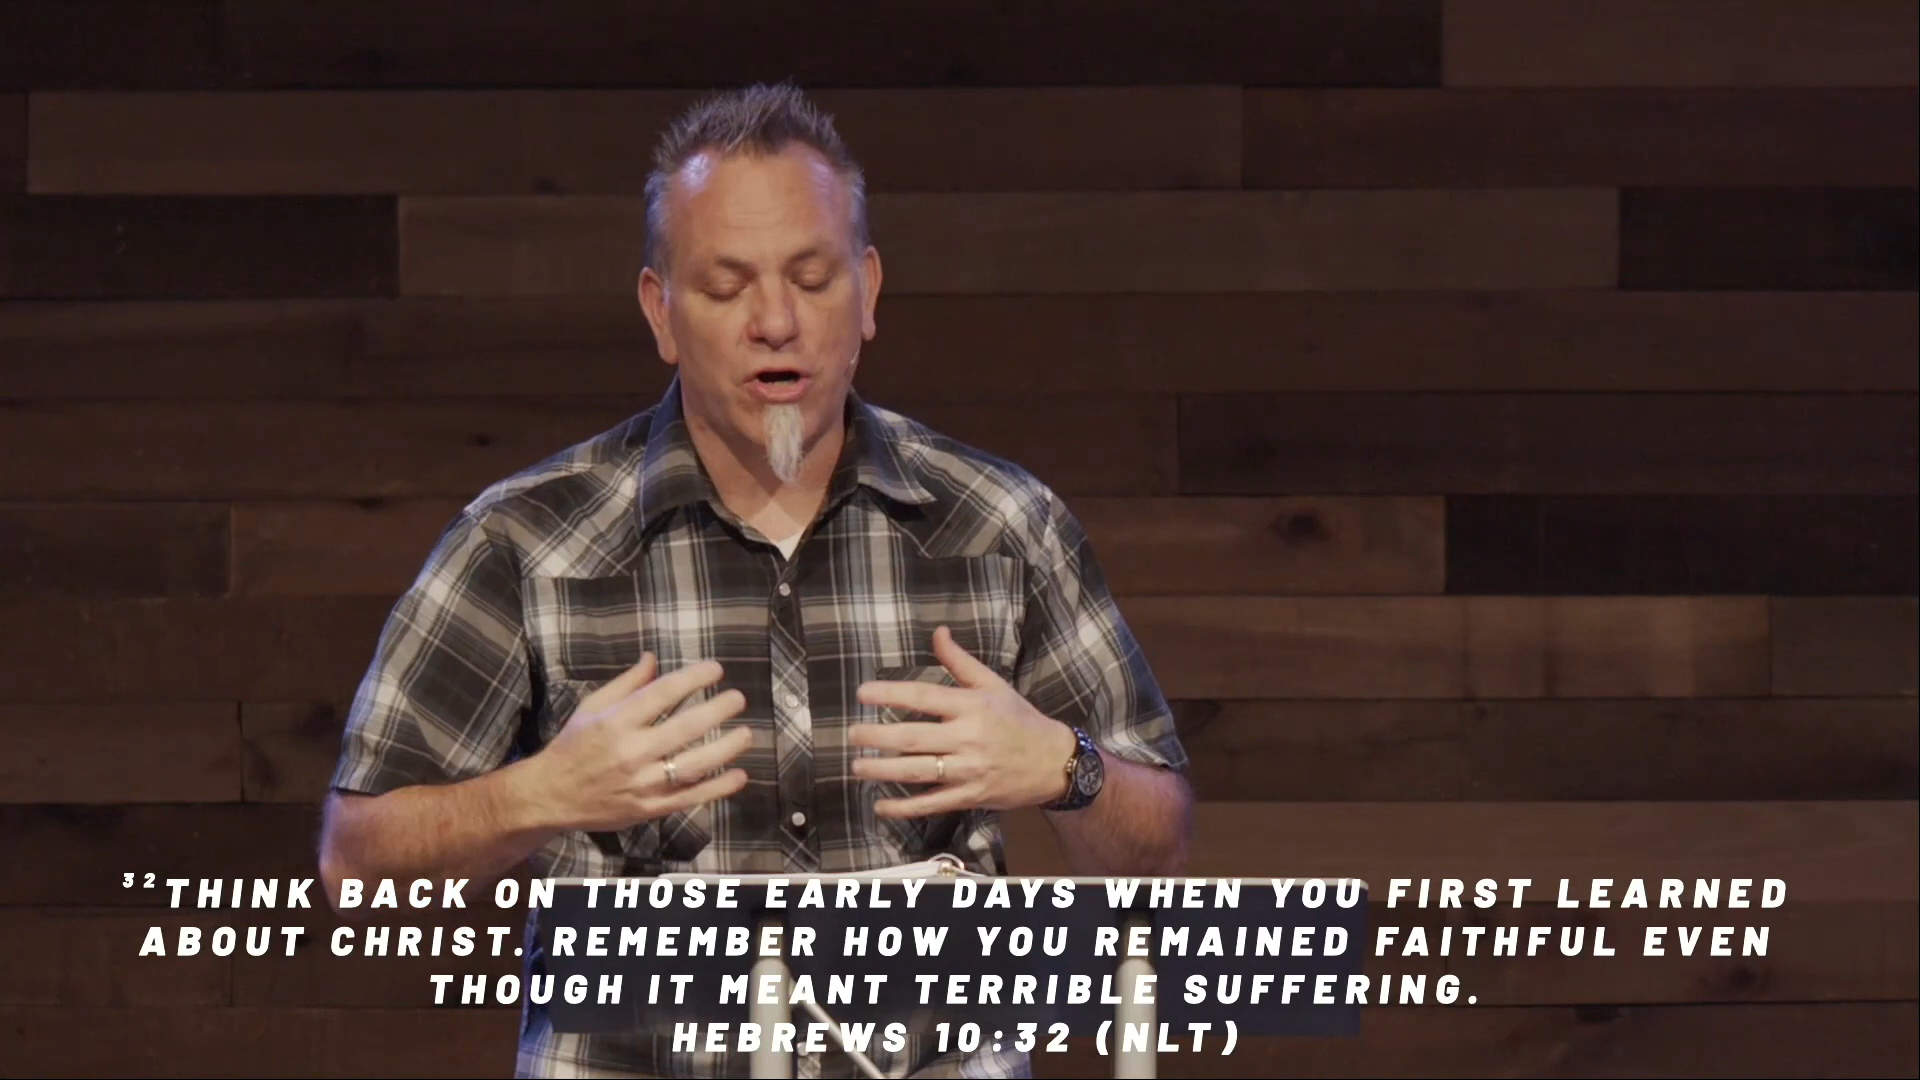 ³²THINK BACK ON THOSE EARLY DAYS WHEN YOU FIRST LEARNED
ABOUT CHRIST. REMEMBER HOW YOU REMAINED FAITHFUL EVEN
THOUGH IT MEANT TERRIBLE SUFFERING.
HEBREWS 10:32 (NLT)